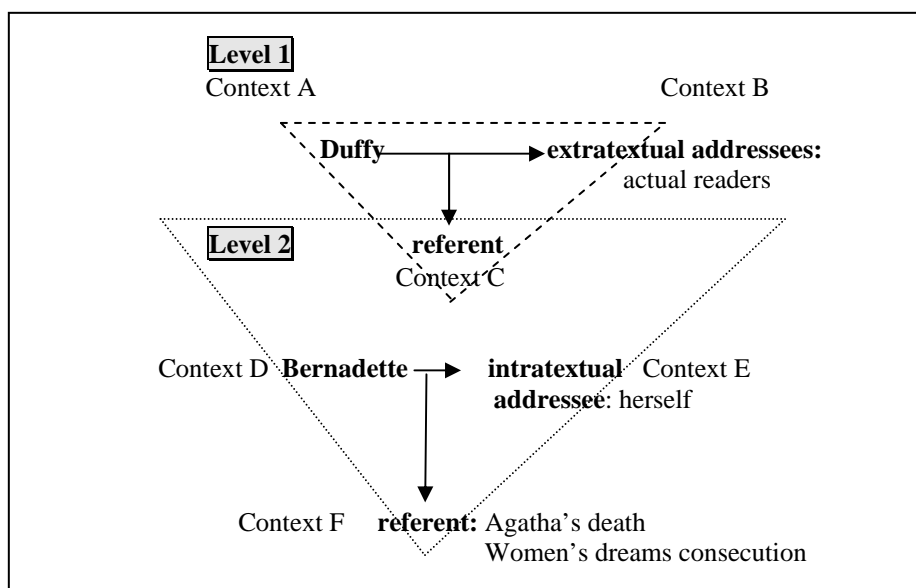 Level 1
Context A Context B
Duffy extratextual addressees:
actual readers
Level 2
referent
Context C
Context D Bernadette intratextual Context E
addressee: herself
Context F referent: Agatha's death
Women's dreams consecution